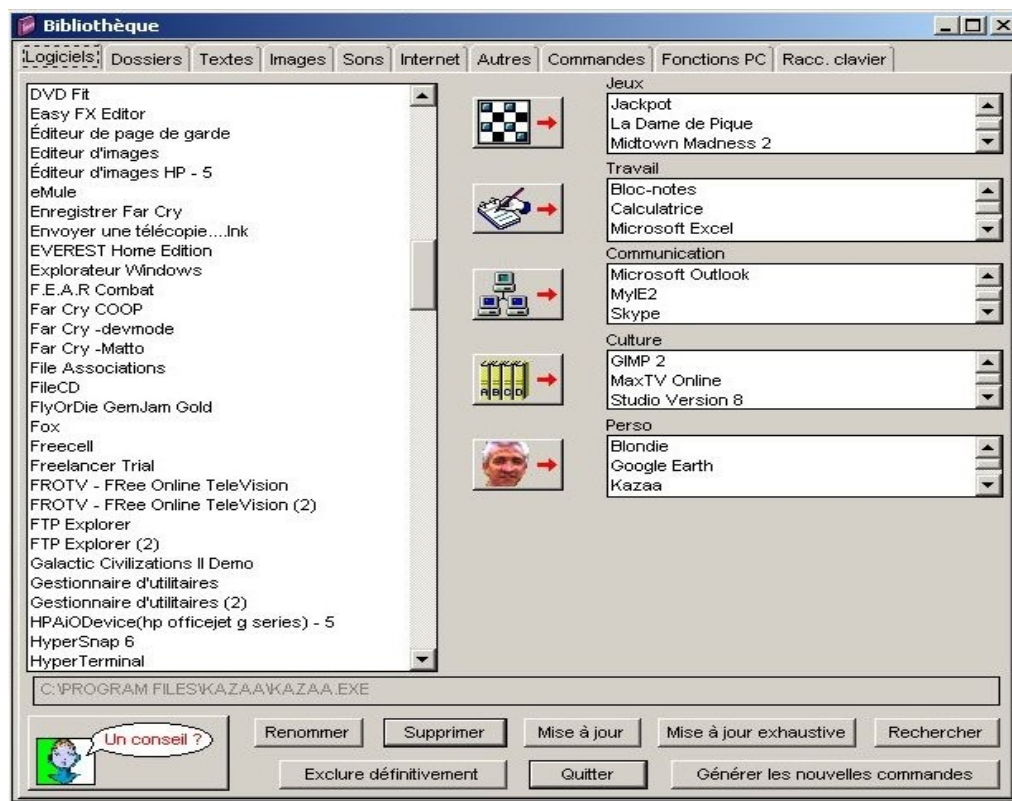 Bibliothèque
Logiciels Dossiers Textes Images Sons Internet Autres Commandes Fonctions PC Racc. clavier
DVD Fit
Easy FX Editor
Éditeur de page de garde
Editeur d'images
Éditeur d'images HP - 5
eMule
Enregistrer Far Cry
Envoyer une télécopie....lnk
EVEREST Home Edition
Explorateur Windows
F.E.A.R Combat
Far Cry COOP
Far Cry -devmode
Far Cry -Matto
File Associations
FileCD
FlyOrDie GemJam Gold
Fox
Freecell
Freelancer Trial
FROTV - FRee Online TeleVision
FROTV - FRee Online TeleVision (2)
FTP Explorer
FTP Explorer (2)
Galactic Civilizations II Demo
Gestionnaire d'utilitaires
Gestionnaire d'utilitaires (2)
HPAiODevice(hp officejet g series) - 5
HyperSnap 6
HyperTerminal
Jeux
Jackpot
La Dame de Pique
Midtown Madness 2
Travail
Bloc-notes
Calculatrice
Microsoft Excel
Communication
Microsoft Outlook
MyIE2
Skype
Culture
A B C D
GIMP 2
MaxTV Online
Studio Version 8
Perso
Blondie
Google Earth
Kazaa
C:\PROGRAM FILES\KAZAA\KAZAA.EXE
Un conseil ?
Renommer Supprimer Mise à jour Mise à jour exhaustive Rechercher
Exclure définitivement Quitter Générer les nouvelles commandes